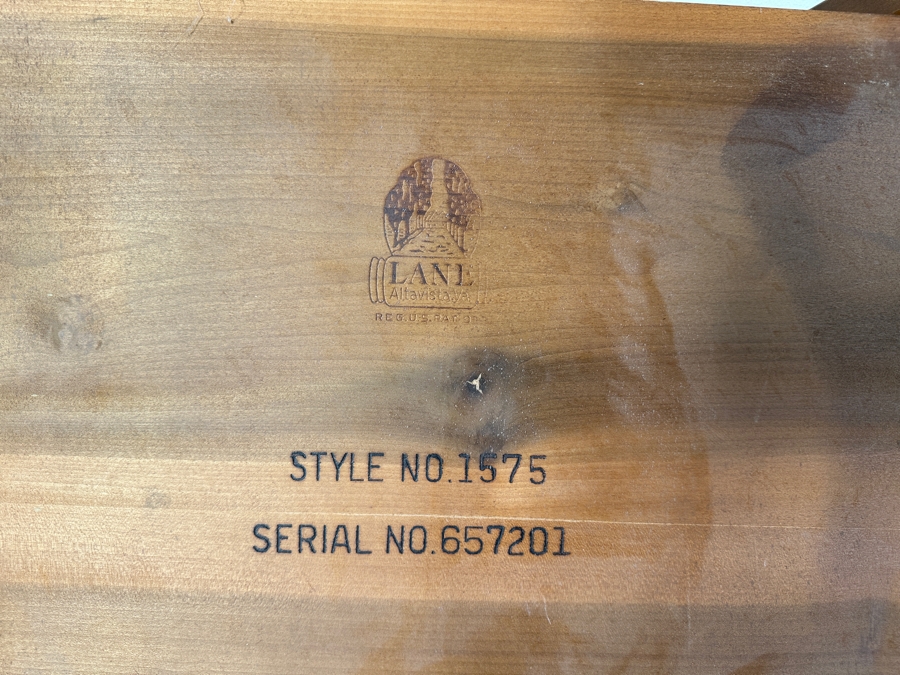 LANE
Altavista, Va.
REG. U.S. PAT. OFF.
STYLE NO.1575
SERIAL NO.657201